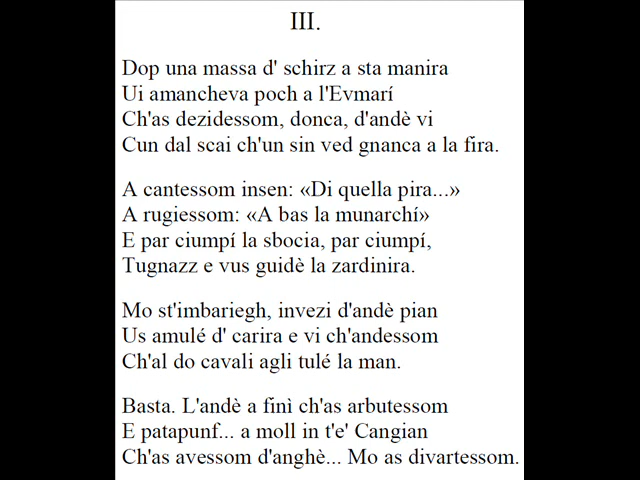 III.
Dop una massa d' schirz a sta manira
Ui amancheva poch a l'Evmarí
Ch'as dezidessom, donca, d'andè vi
Cun dal scai ch'un sin ved gnanca a la fira.
A cantessom insen: «Di quella pira...»
A rugiessom: «A bas la munarchí»
E par ciumpí la sbocia, par ciumpí,
Tugnazz e vus guidè la zardinira.
Mo st'imbariegh, invezi d'andè pian
Us amulé d' carira e vi ch'andessom
Ch'al do cavali agli tulé la man.
Basta. L'andè a finì ch'as arbutessom
E patapunf... a moll in t'e' Cangian
Ch'as avessom d'anghè... Mo as divartessom.